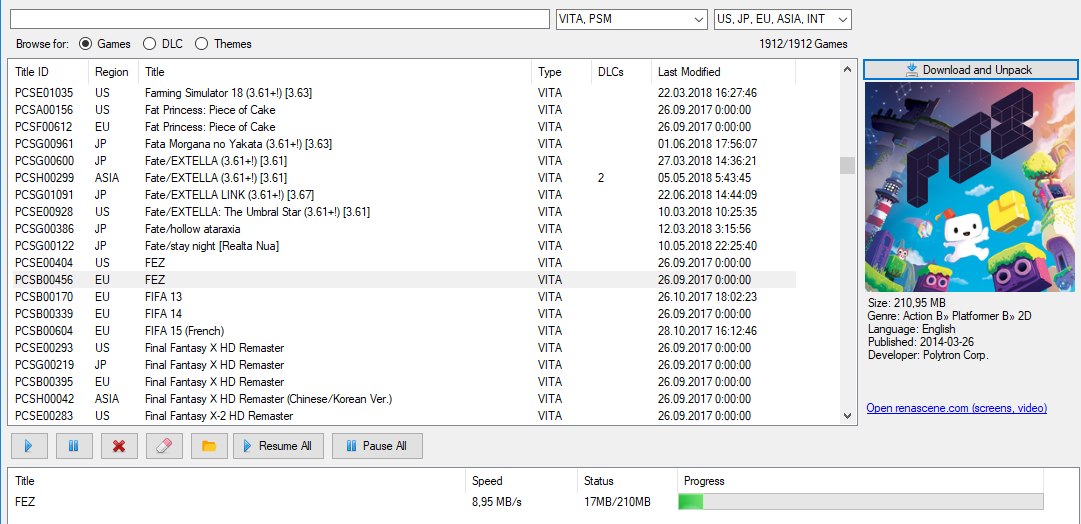 VITA, PSM US, JP, EU, ASIA, INT
Browse for: Games DLC Themes 1912/1912 Games
Title ID Region Title Type DLCs Last Modified
PCSE01035 US Farming Simulator 18 (3.61+!) [3.63] VITA 22.03.2018 16:27:46
PCSA00156 US Fat Princess: Piece of Cake VITA 26.09.2017 0:00:00
PCSF00612 EU Fat Princess: Piece of Cake VITA 26.09.2017 0:00:00
PCSG00961 JP Fata Morgana no Yakata (3.61+!) [3.63] VITA 01.06.2018 17:56:07
PCSG00600 JP Fate/EXTELLA (3.61+!) [3.61] VITA 27.03.2018 14:36:21
PCSH00299 ASIA Fate/EXTELLA (3.61+!) [3.61] VITA 2 05.05.2018 5:43:45
PCSG01091 JP Fate/EXTELLA LINK (3.61+!) [3.67] VITA 22.06.2018 14:44:09
PCSE00928 US Fate/EXTELLA: The Umbral Star (3.61+!) [3.61] VITA 10.03.2018 10:25:35
PCSG00386 JP Fate/hollow ataraxia VITA 12.03.2018 3:15:56
PCSG00122 JP Fate/stay night [Realta Nua] VITA 10.05.2018 22:25:40
PCSE00404 US FEZ VITA 26.09.2017 0:00:00
PCSB00456 EU FEZ VITA 26.09.2017 0:00:00
PCSB00170 EU FIFA 13 VITA 26.10.2017 18:02:23
PCSB00339 EU FIFA 14 VITA 26.09.2017 0:00:00
PCSB00604 EU FIFA 15 (French) VITA 28.10.2017 16:12:46
PCSE00293 US Final Fantasy X HD Remaster VITA 26.09.2017 0:00:00
PCSG00219 JP Final Fantasy X HD Remaster VITA 26.09.2017 0:00:00
PCSB00395 EU Final Fantasy X HD Remaster VITA 26.09.2017 0:00:00
PCSH00042 ASIA Final Fantasy X HD Remaster (Chinese/Korean Ver.) VITA 26.09.2017 0:00:00
PCSE00283 US Final Fantasy X-2 HD Remaster VITA 26.09.2017 0:00:00
Download and Unpack
FEZ
Size: 210,95 MB
Genre: Action В» Platformer В» 2D
Language: English
Published: 2014-03-26
Developer: Polytron Corp.
Open renascene.com (screens, video)
Resume All Pause All
Title Speed Status Progress
FEZ 8,95 MB/s 17MB/210MB